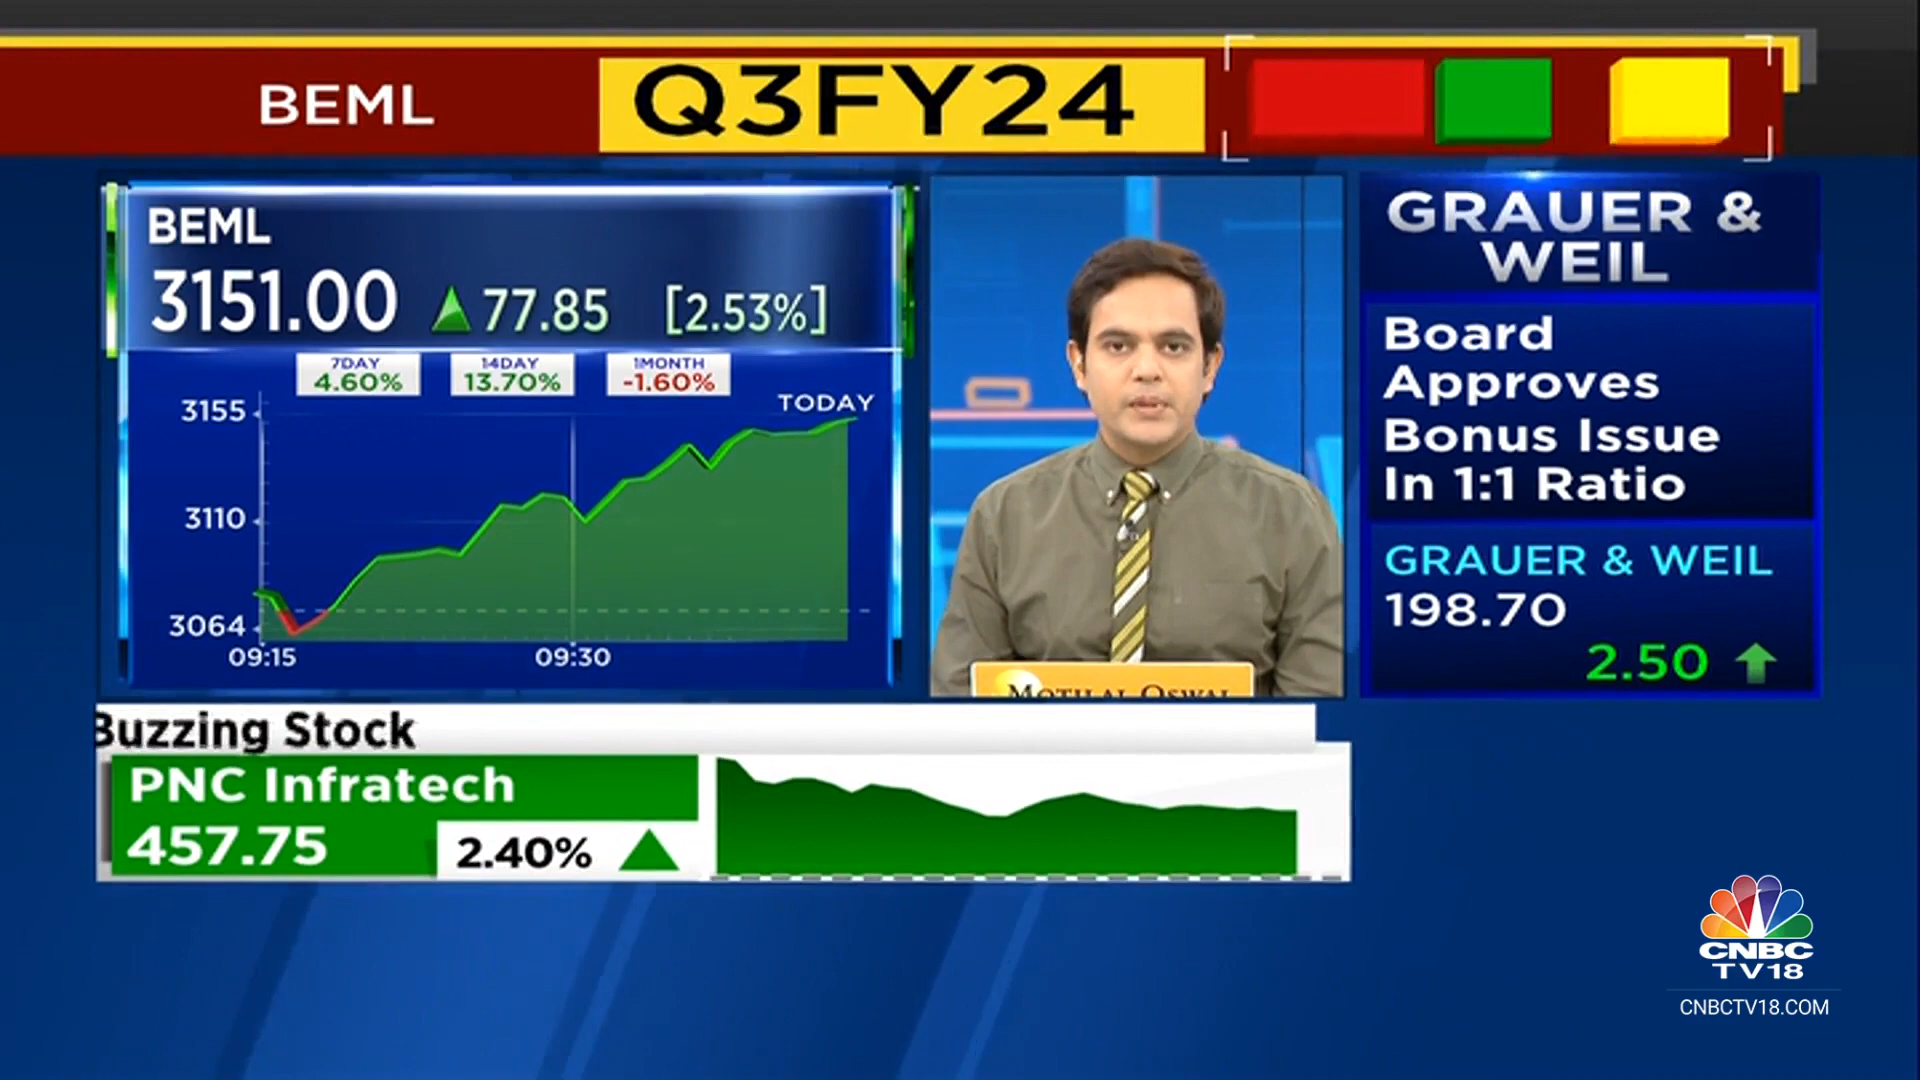 BEML
Q3FY24
BEML
3151.00 ▲ 77.85 [2.53%]
7DAY
4.60%
14DAY
13.70%
1MONTH
-1.60%
TODAY
3155
3110
3064
09:15
09:30
MOTILAL OSWAL
GRAUER &
WEIL
Board
Approves
Bonus Issue
In 1:1 Ratio
GRAUER & WEIL
198.70
2.50
Buzzing Stock
PNC Infratech
457.75
2.40%
CNBC
TV18
CNBCTV18.COM